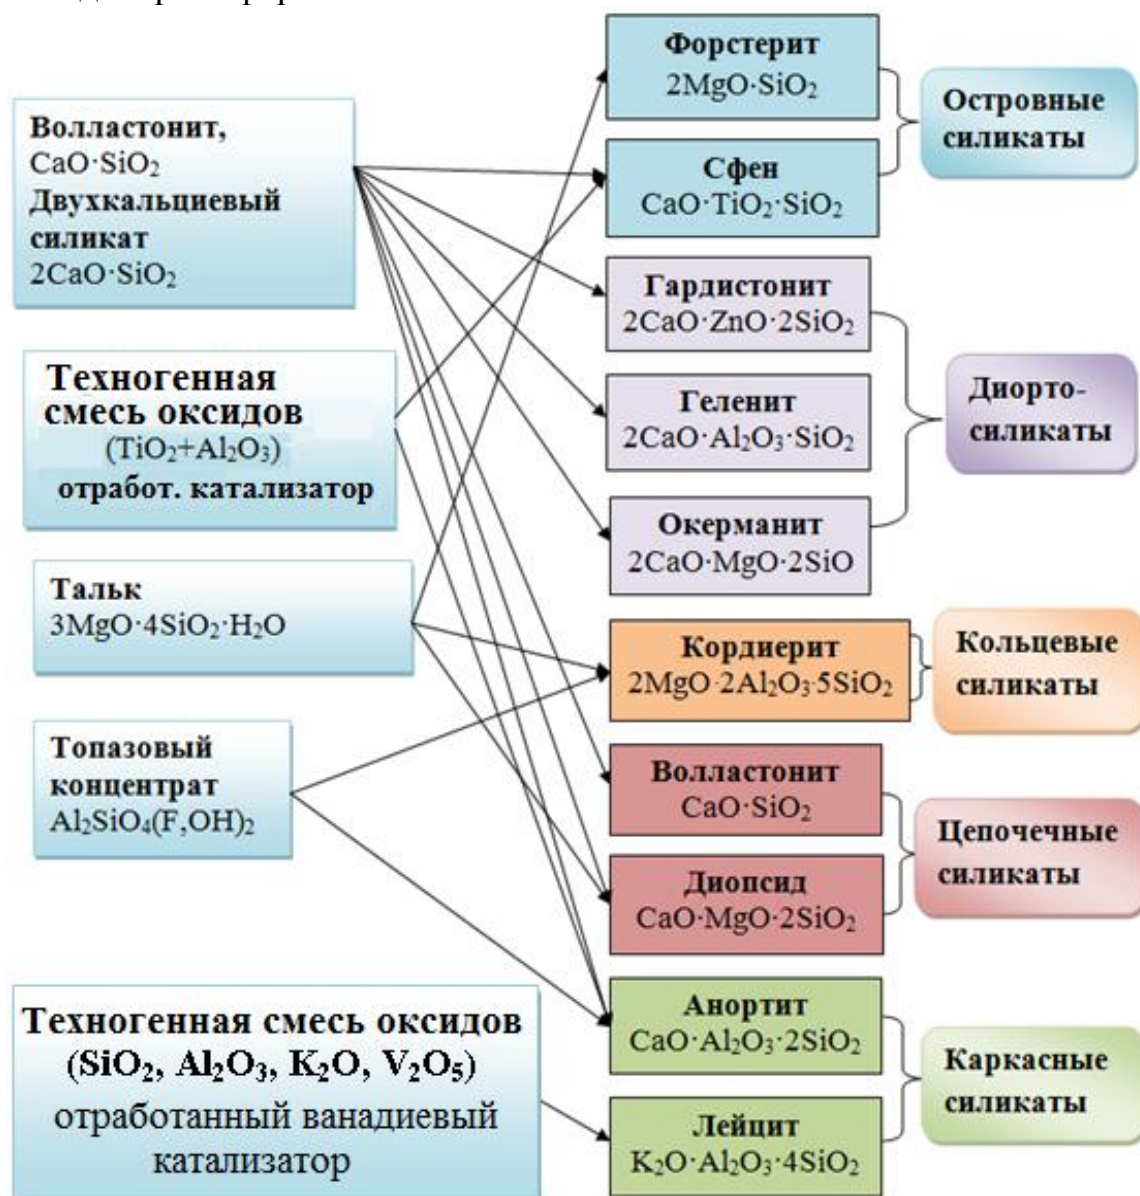 Волластонит,
CaO·SiO₂
Двухкальциевый
силикат
2CaO·SiO₂
Техногенная
смесь оксидов
(TiO₂+Al₂O₃)
отработ. катализатор
Тальк
3MgO·4SiO₂·H₂O
Топазовый
концентрат
Al₂SiO₄(F,OH)₂
Техногенная смесь оксидов
(SiO₂, Al₂O₃, K₂O, V₂O₅)
отработанный ванадиевый
катализатор
Форстерит
2MgO·SiO₂
Сфен
CaO·TiO₂·SiO₂
Гардистонит
2CaO·ZnO·2SiO₂
Геленит
2CaO·Al₂O₃·SiO₂
Окерманит
2CaO·MgO·2SiO
Кордиерит
2MgO·2Al₂O₃·5SiO₂
Волластонит
CaO·SiO₂
Диопсид
CaO·MgO·2SiO₂
Анортит
CaO·Al₂O₃·2SiO₂
Лейцит
K₂O·Al₂O₃·4SiO₂
Островные
силикаты
Диорто-
силикаты
Кольцевые
силикаты
Цепочечные
силикаты
Каркасные
силикаты